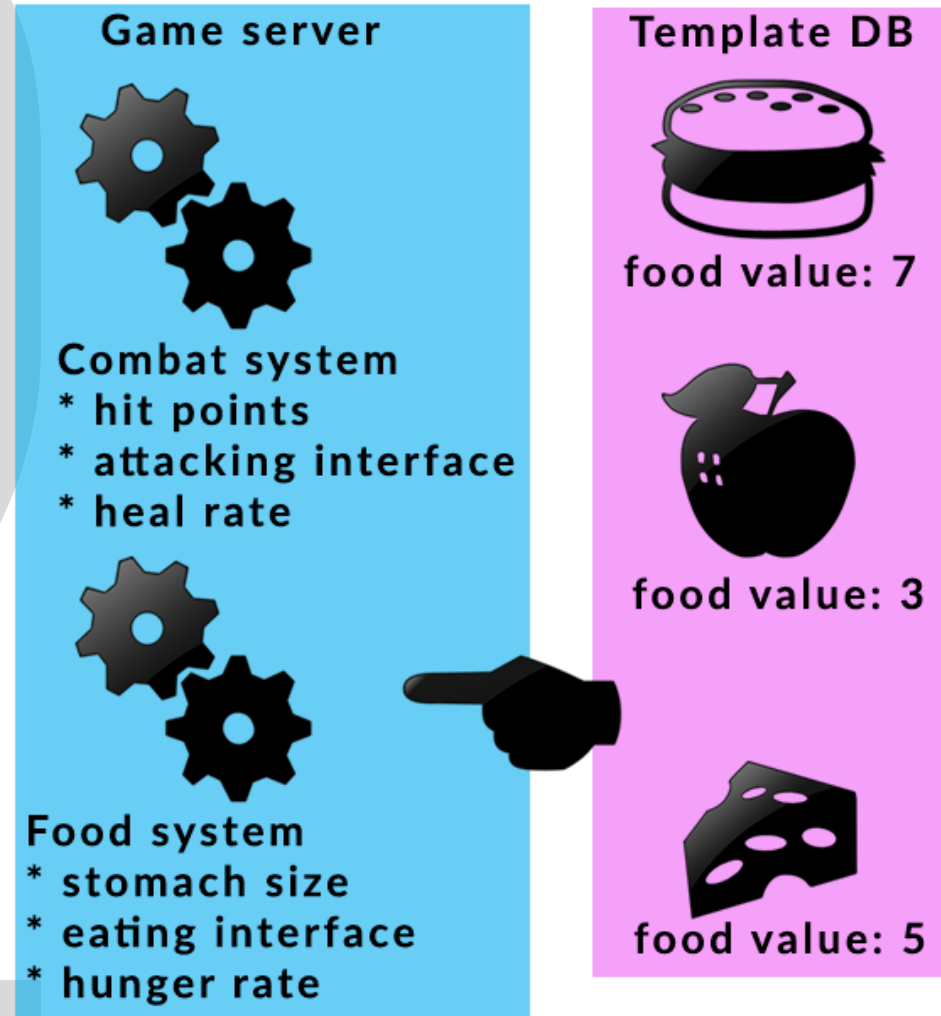 Game server
Combat system
* hit points
* attacking interface
* heal rate
Food system
* stomach size
* eating interface
* hunger rate
Template DB
food value: 7
food value: 3
food value: 5